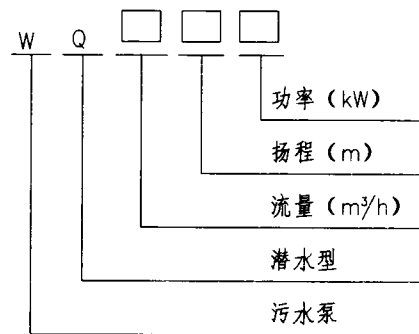 W Q □ □ □
功率（kW）
扬程（m）
流量（m³/h）
潜水型
污水泵